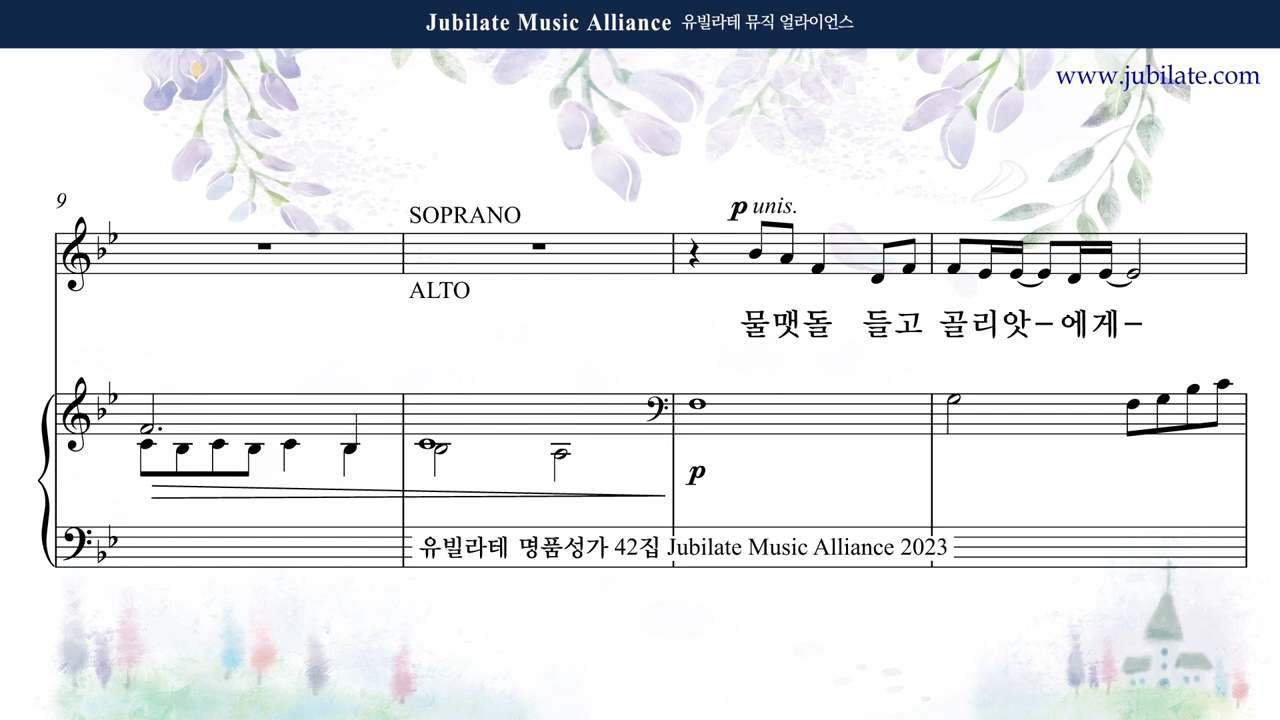 Jubilate Music Alliance 유빌라테 뮤직 얼라이언스
www.jubilate.com
9
SOPRANO
p unis.
ALTO
물맷돌 들고 골리앗-에게-
p
유빌라테 명품성가 42집 Jubilate Music Alliance 2023